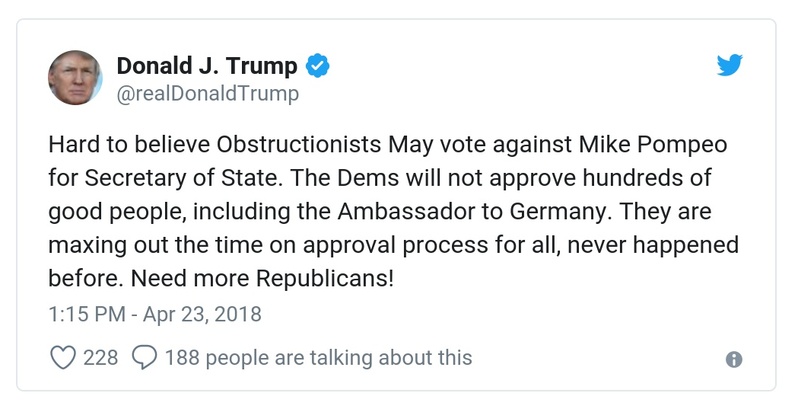 Donald J. Trump
@realDonaldTrump
Hard to believe Obstructionists May vote against Mike Pompeo
for Secretary of State. The Dems will not approve hundreds of
good people, including the Ambassador to Germany. They are
maxing out the time on approval process for all, never happened
before. Need more Republicans!
1:15 PM - Apr 23, 2018
228 188 people are talking about this